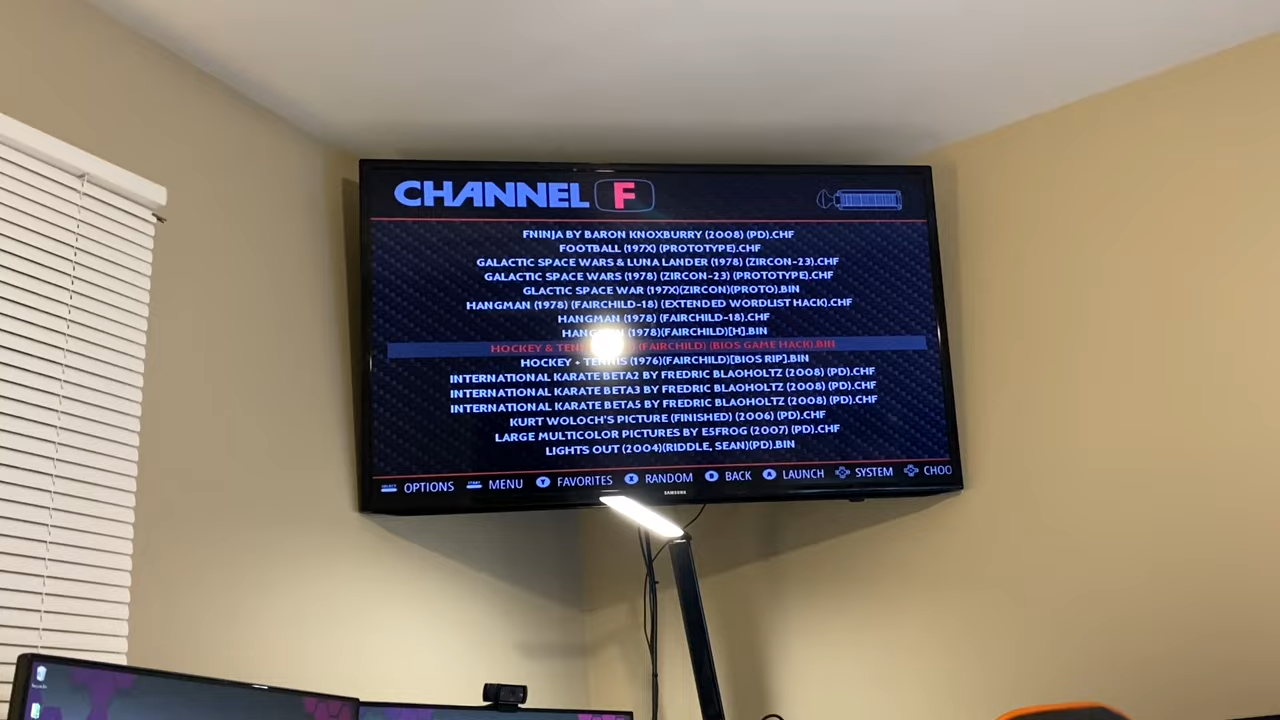 CHANNEL F
FNINJA BY BARON KNOXBURRY (2008) (PD).CHF
FOOTBALL (197X) (PROTOTYPE).CHF
GALACTIC SPACE WARS & LUNA LANDER (1978) (ZIRCON-23).CHF
GALACTIC SPACE WARS (1978) (ZIRCON-23) (PROTOTYPE).CHF
GLACTIC SPACE WAR (197X)(ZIRCON)(PROTO).BIN
HANGMAN (1978) (FAIRCHILD-18) (EXTENDED WORDLIST HACK).CHF
HANGMAN (1978) (FAIRCHILD-18).CHF
(1978)(FAIRCHILD)[H].BIN
HOCKEY & (FAIRCHILD) (BIOS GAME HACK).BIN
HOCKEY + TENNIS (1976)(FAIRCHILD)[BIOS RIP].BIN
INTERNATIONAL KARATE BETA2 BY FREDRIC BLAOHOLTZ (2008) (PD).CHF
INTERNATIONAL KARATE BETA3 BY FREDRIC BLAOHOLTZ (2008) (PD).CHF
INTERNATIONAL KARATE BETA5 BY FREDRIC BLAOHOLTZ (2008) (PD).CHF
KURT WOLOCH'S PICTURE (FINISHED) (2006) (PD).CHF
LARGE MULTICOLOR PICTURES BY E5FROG (2007) (PD).CHF
LIGHTS OUT (2004)(RIDDLE, SEAN)(PD).BIN
SELECT OPTIONS START MENU Y FAVORITES X RANDOM B BACK A LAUNCH SYSTEM CHOO
SAMSUNG